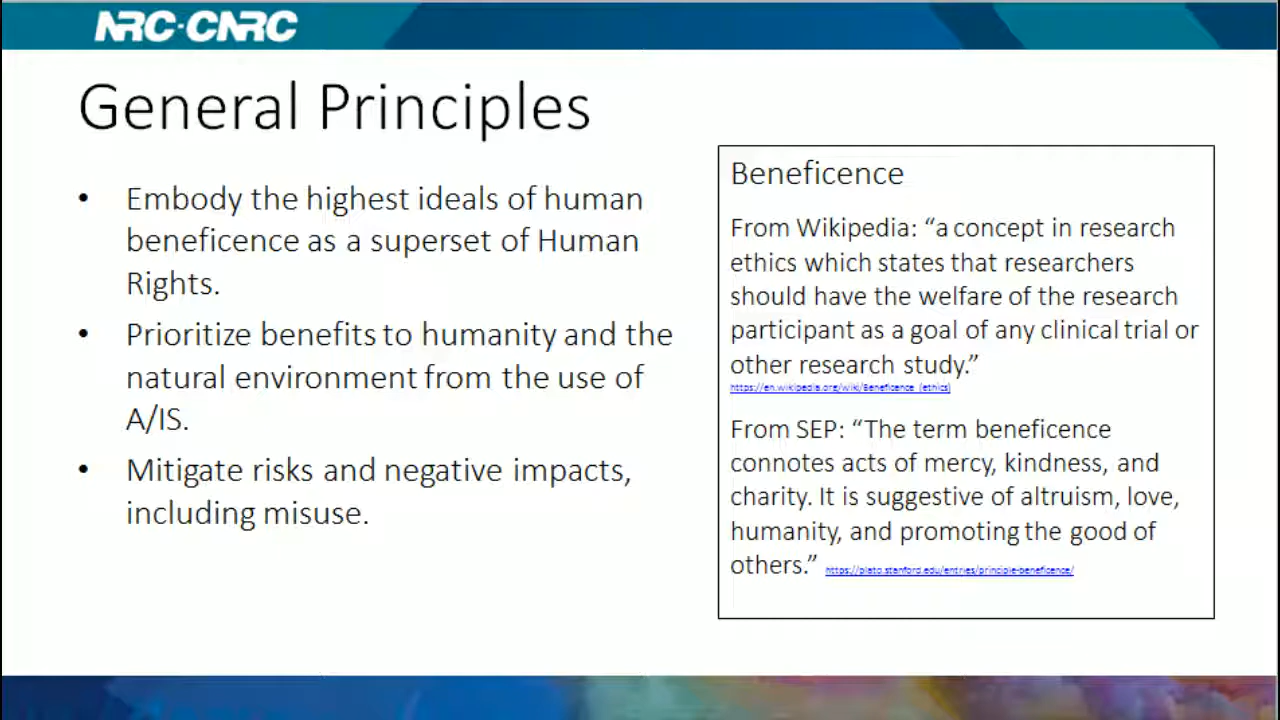 NRC·CNRC
General Principles
• Embody the highest ideals of human
beneficence as a superset of Human
Rights.
• Prioritize benefits to humanity and the
natural environment from the use of
A/IS.
• Mitigate risks and negative impacts,
including misuse.
Beneficence
From Wikipedia: “a concept in research
ethics which states that researchers
should have the welfare of the research
participant as a goal of any clinical trial or
other research study.”
https://en.wikipedia.org/wiki/Beneficence_(ethics)
From SEP: “The term beneficence
connotes acts of mercy, kindness, and
charity. It is suggestive of altruism, love,
humanity, and promoting the good of
others.” https://plato.stanford.edu/entries/principle-beneficence/